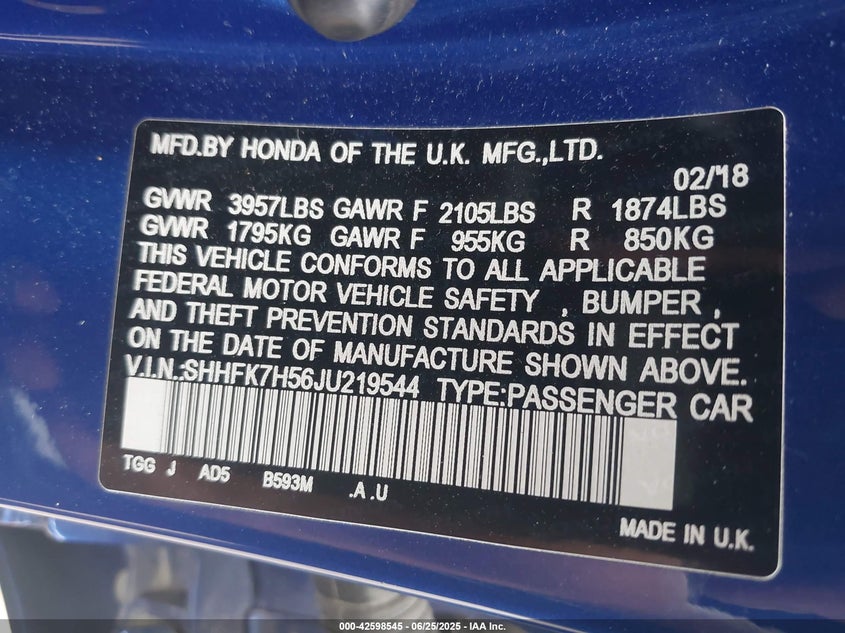 MFD.BY HONDA OF THE U.K. MFG.,LTD.
02/'18
GVWR 3957LBS GAWR F 2105LBS R 1874LBS
GVWR 1795KG GAWR F 955KG R 850KG
THIS VEHICLE CONFORMS TO ALL APPLICABLE
FEDERAL MOTOR VEHICLE SAFETY , BUMPER ,
AND THEFT PREVENTION STANDARDS IN EFFECT
ON THE DATE OF MANUFACTURE SHOWN ABOVE.
V.I.N.:SHHFK7H56JU219544 TYPE:PASSENGER CAR
TGG J AD5 B593M .A .U
MADE IN U.K.
000-42598545 - 06/25/2025 - IAA Inc.